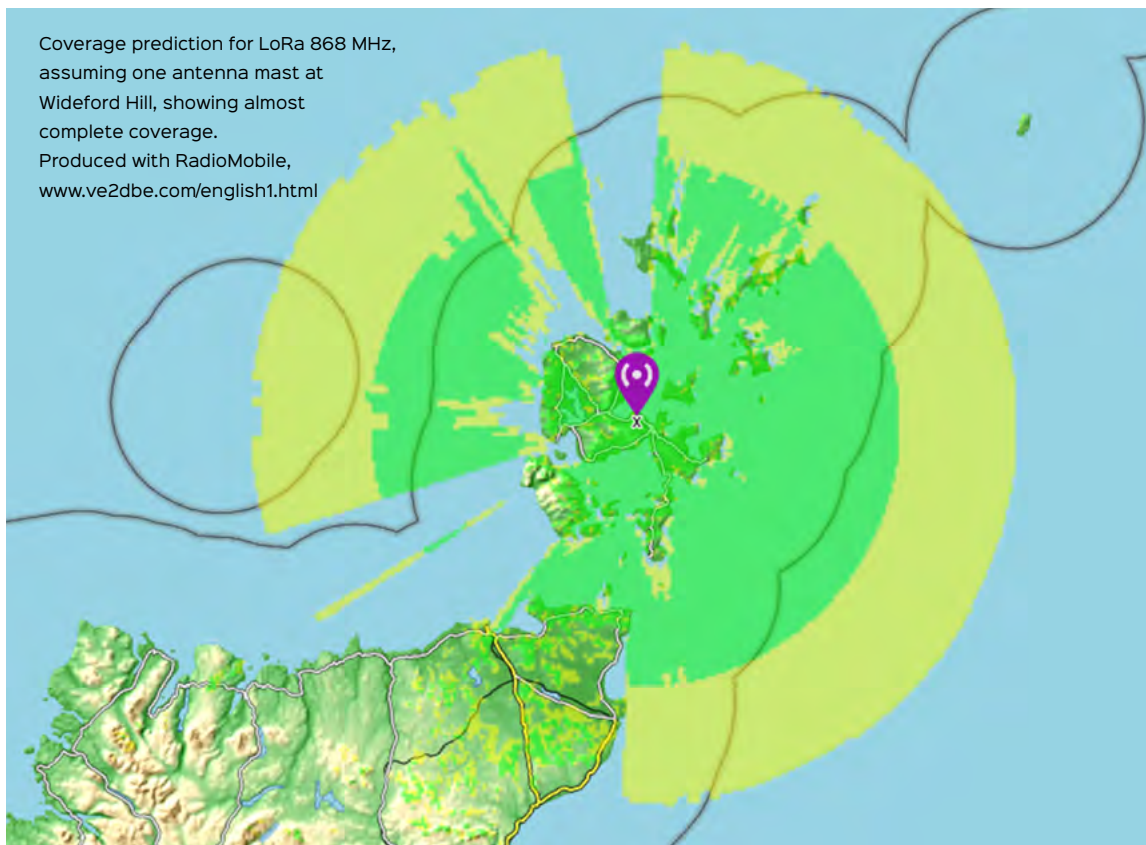 Coverage prediction for LoRa 868 MHz,
assuming one antenna mast at
Wideford Hill, showing almost
complete coverage.
Produced with RadioMobile,
www.ve2dbe.com/english1.html
X